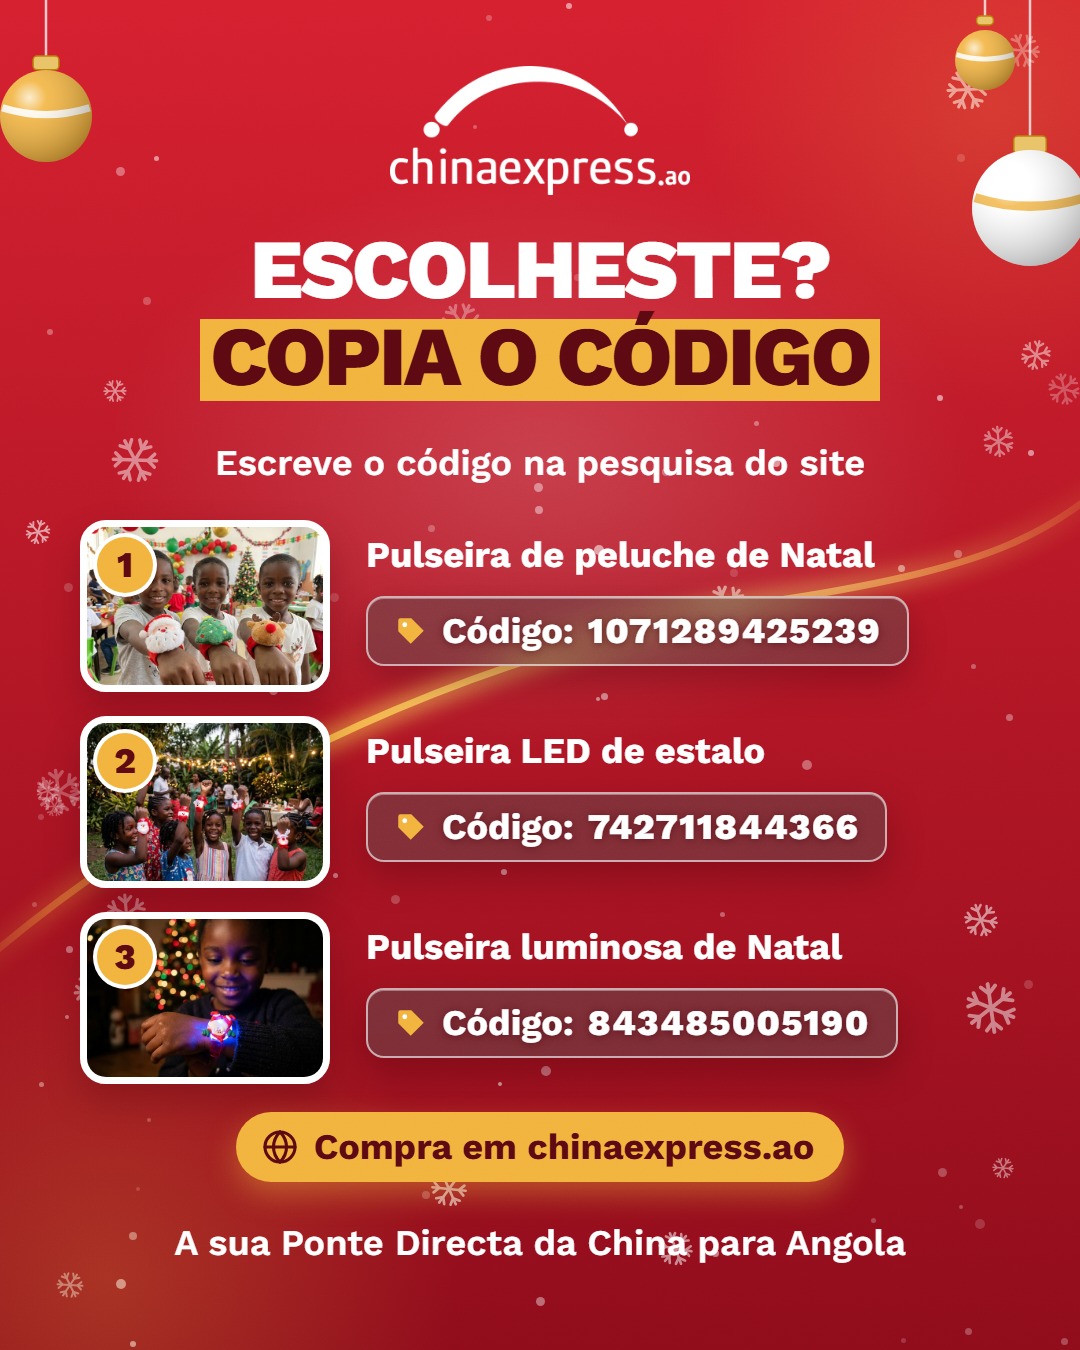 chinaexpress.ao
ESCOLHESTE?
COPIA O CÓDIGO
Escreve o código na pesquisa do site
1
Pulseira de peluche de Natal
Código: 1071289425239
2
Pulseira LED de estalo
Código: 742711844366
3
Pulseira luminosa de Natal
Código: 843485005190
Compra em chinaexpress.ao
A sua Ponte Directa da China para Angola